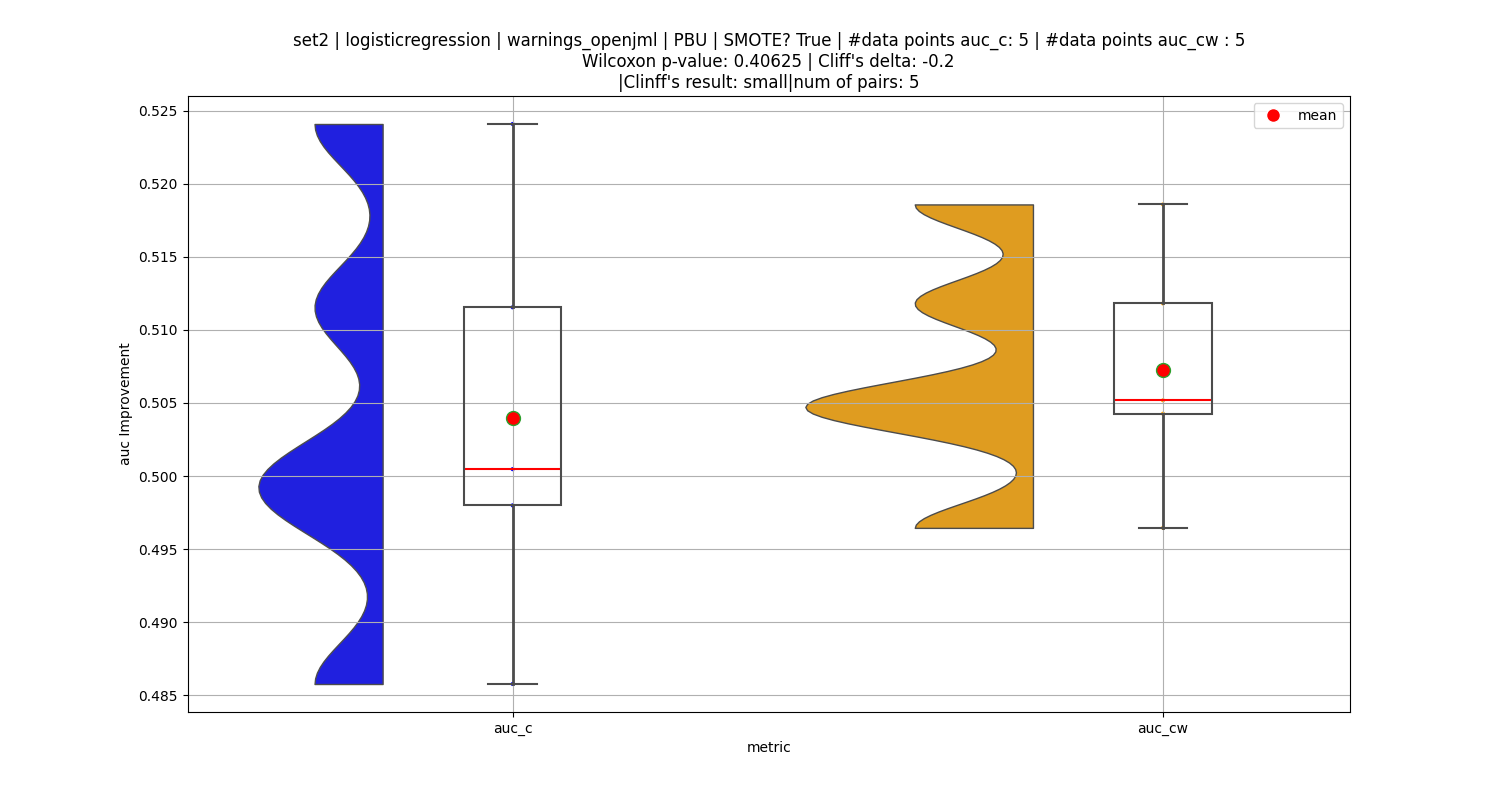 set2 | logisticregression | warnings_openjml | PBU | SMOTE? True | #data points auc_c: 5 | #data points auc_cw : 5
Wilcoxon p-value: 0.40625 | Cliff's delta: -0.2
|Clinff's result: small|num of pairs: 5
mean
0.525
0.520
0.515
0.510
0.505
0.500
0.495
0.490
0.485
auc Improvement
auc_c
auc_cw
metric